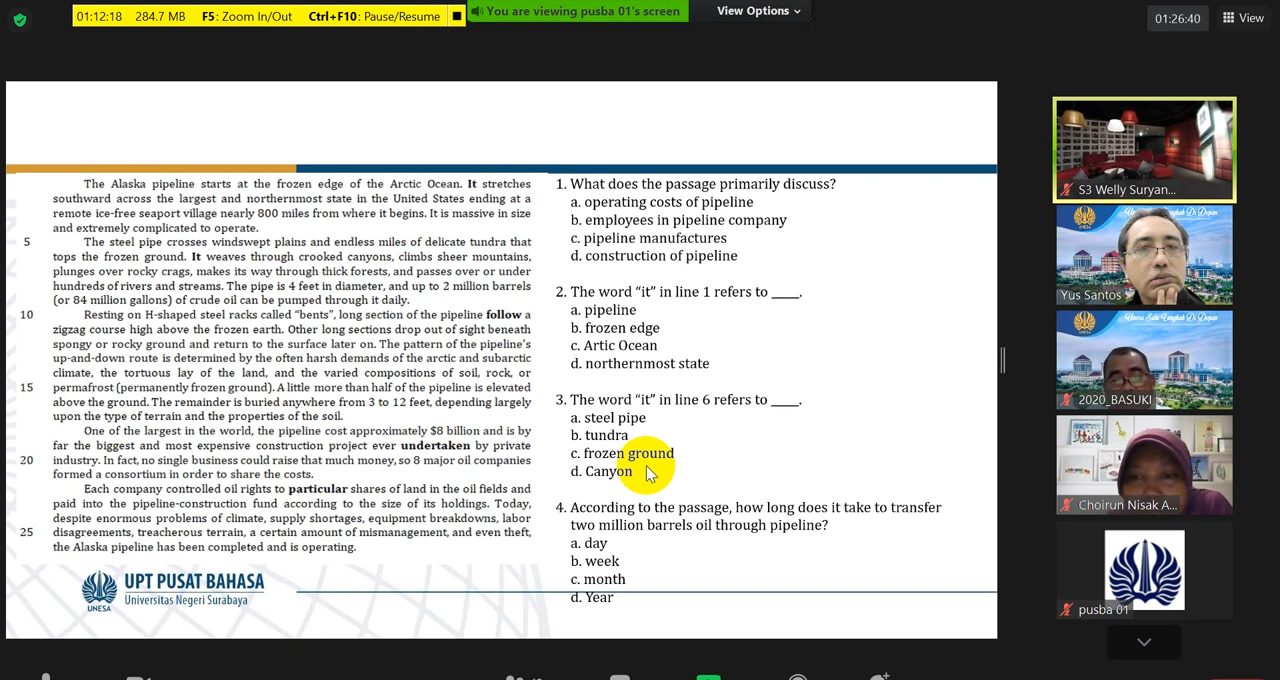 01:12:18 284.7 MB F5: Zoom In/Out Ctrl+F10: Pause/Resume
You are viewing pusba 01's screen
View Options
01:26:40
View
The Alaska pipeline starts at the frozen edge of the Arctic Ocean. It stretches
southward across the largest and northernmost state in the United States ending at a
remote ice-free seaport village nearly 800 miles from where it begins. It is massive in size
and extremely complicated to operate.
5 The steel pipe crosses windswept plains and endless miles of delicate tundra that
tops the frozen ground. It weaves through crooked canyons, climbs sheer mountains,
plunges over rocky crags, makes its way through thick forests, and passes over or under
hundreds of rivers and streams. The pipe is 4 feet in diameter, and up to 2 million barrels
(or 84 million gallons) of crude oil can be pumped through it daily.
10 Resting on H-shaped steel racks called "bents", long section of the pipeline follow a
zigzag course high above the frozen earth. Other long sections drop out of sight beneath
spongy or rocky ground and return to the surface later on. The pattern of the pipeline's
up-and-down route is determined by the often harsh demands of the arctic and subarctic
climate, the tortuous lay of the land, and the varied compositions of soil, rock, or
15 permafrost (permanently frozen ground). A little more than half of the pipeline is elevated
above the ground. The remainder is buried anywhere from 3 to 12 feet, depending largely
upon the type of terrain and the properties of the soil.
One of the largest in the world, the pipeline cost approximately $8 billion and is by
far the biggest and most expensive construction project ever undertaken by private
20 industry. In fact, no single business could raise that much money, so 8 major oil companies
formed a consortium in order to share the costs.
Each company controlled oil rights to particular shares of land in the oil fields and
paid into the pipeline-construction fund according to the size of its holdings. Today,
despite enormous problems of climate, supply shortages, equipment breakdowns, labor
25 disagreements, treacherous terrain, a certain amount of mismanagement, and even theft,
the Alaska pipeline has been completed and is operating.
1. What does the passage primarily discuss?
a. operating costs of pipeline
b. employees in pipeline company
c. pipeline manufactures
d. construction of pipeline
2. The word "it" in line 1 refers to ____.
a. pipeline
b. frozen edge
c. Artic Ocean
d. northernmost state
3. The word "it" in line 6 refers to ____.
a. steel pipe
b. tundra
c. frozen ground
d. Canyon
4. According to the passage, how long does it take to transfer
two million barrels oil through pipeline?
a. day
b. week
c. month
d. Year
UNESA
UPT PUSAT BAHASA
Universitas Negeri Surabaya
S3 Welly Suryan...
Yus Santos
2020_BASUKI
Choirun Nisak A...
pusba 01